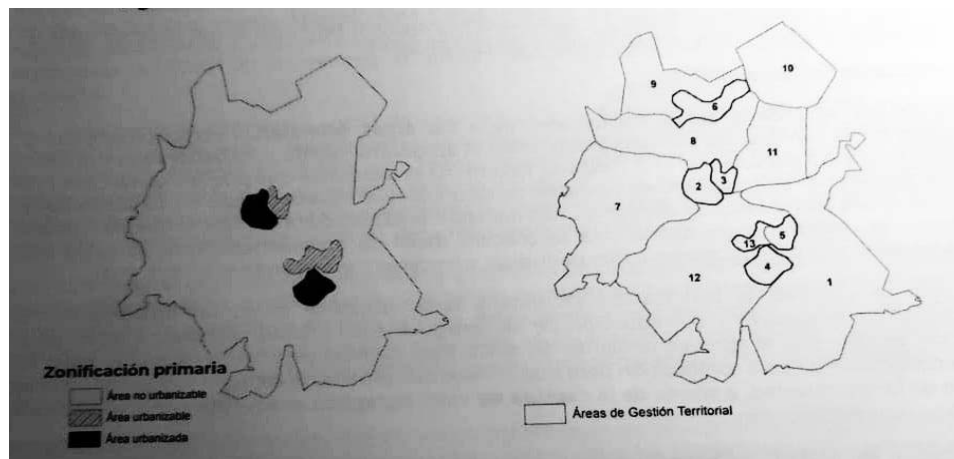 Zonificación primaria
Área no urbanizable
Área urbanizable
Área urbanizada
9
10
6
8
11
2
3
7
5
13
4
12
1
Áreas de Gestión Territorial